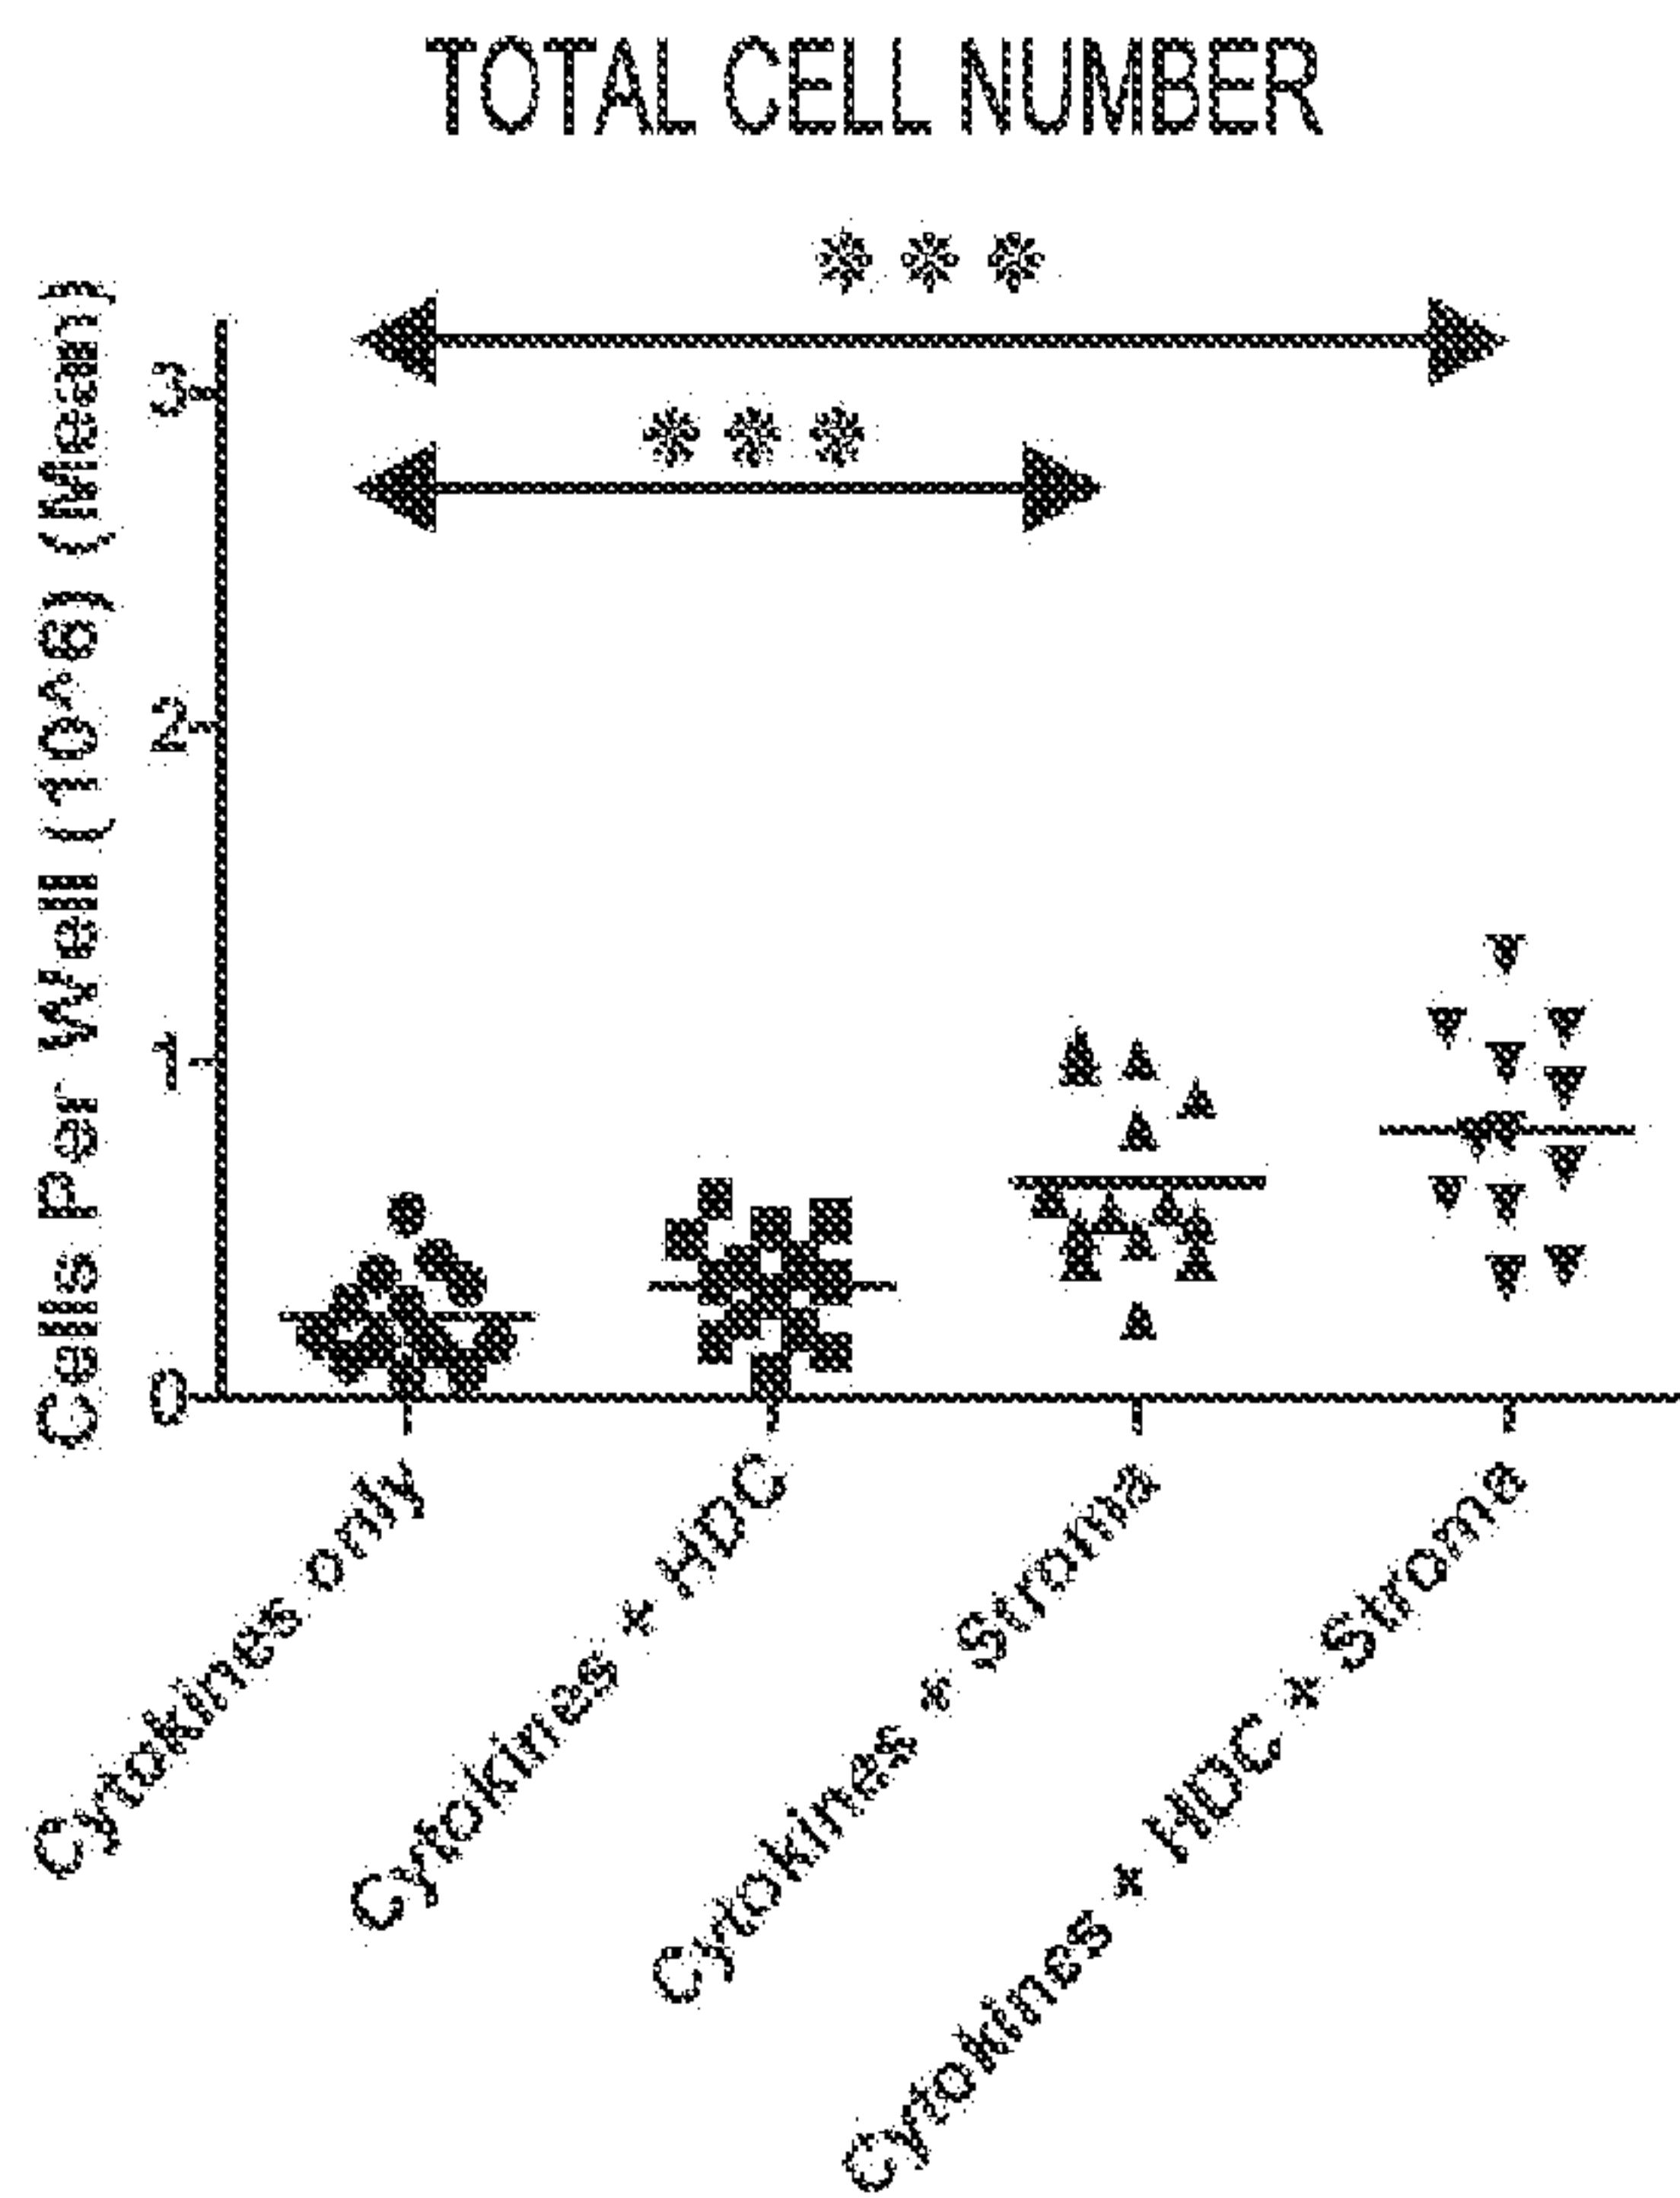 TOTAL CELL NUMBER
***
***
Cells Per Well (10^6) (Mean)
3
2
1
0
Cytokines only
Cytokines + HDC
Cytokines + Stroma
Cytokines + HDC + Stroma